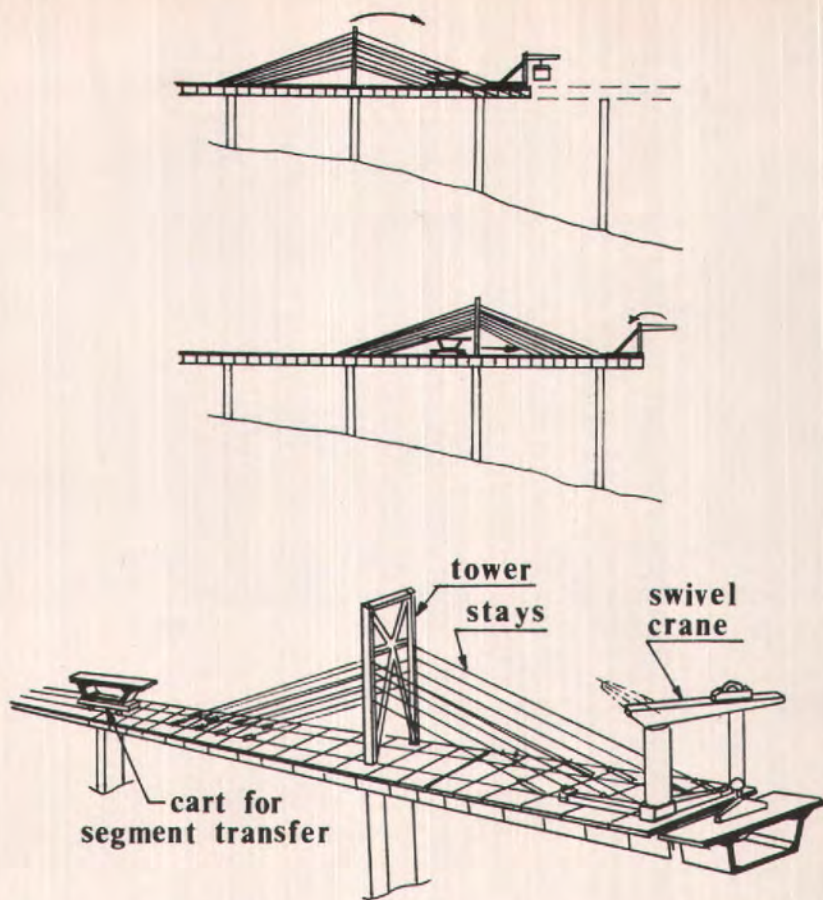 tower
stays
swivel
crane
cart for
segment transfer